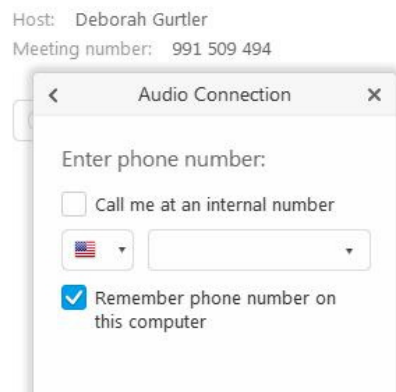 Host: Deborah Gurtler
Meeting number: 991 509 494
Audio Connection
Enter phone number:
Call me at an internal number
Remember phone number on
this computer